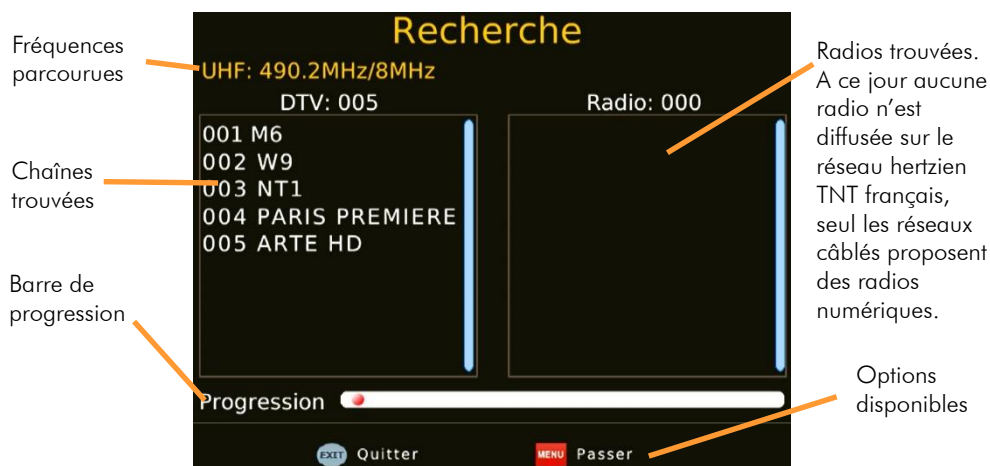 Recherche
Fréquences
parcourues
UHF: 490.2MHz/8MHz
DTV: 005
Radio: 000
001 M6
002 W9
003 NT1
004 PARIS PREMIERE
005 ARTE HD
Chaînes
trouvées
Radios trouvées.
A ce jour aucune
radio n’est
diffusée sur le
réseau hertzien
TNT français,
seul les réseaux
câblés proposent
des radios
numériques.
Barre de
progression
Progression
EXIT Quitter
MENU Passer
Options
disponibles